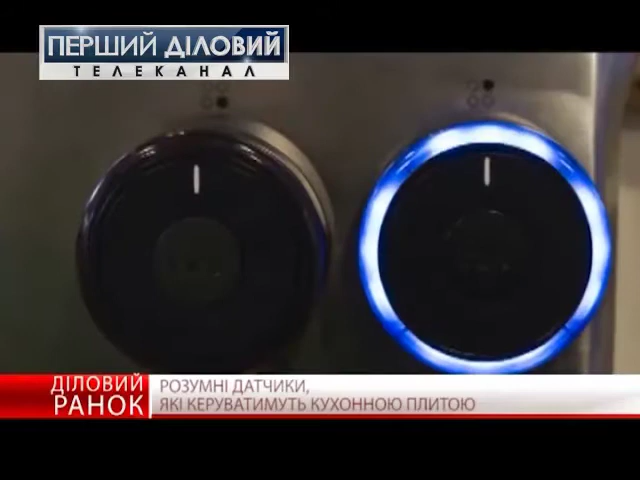 ПЕРШИЙ ДІЛОВИЙ
ТЕЛЕКАНАЛ
ДІЛОВИЙ
РАНОК
РОЗУМНІ ДАТЧИКИ,
ЯКІ КЕРУВАТИМУТЬ КУХОННОЮ ПЛИТОЮ